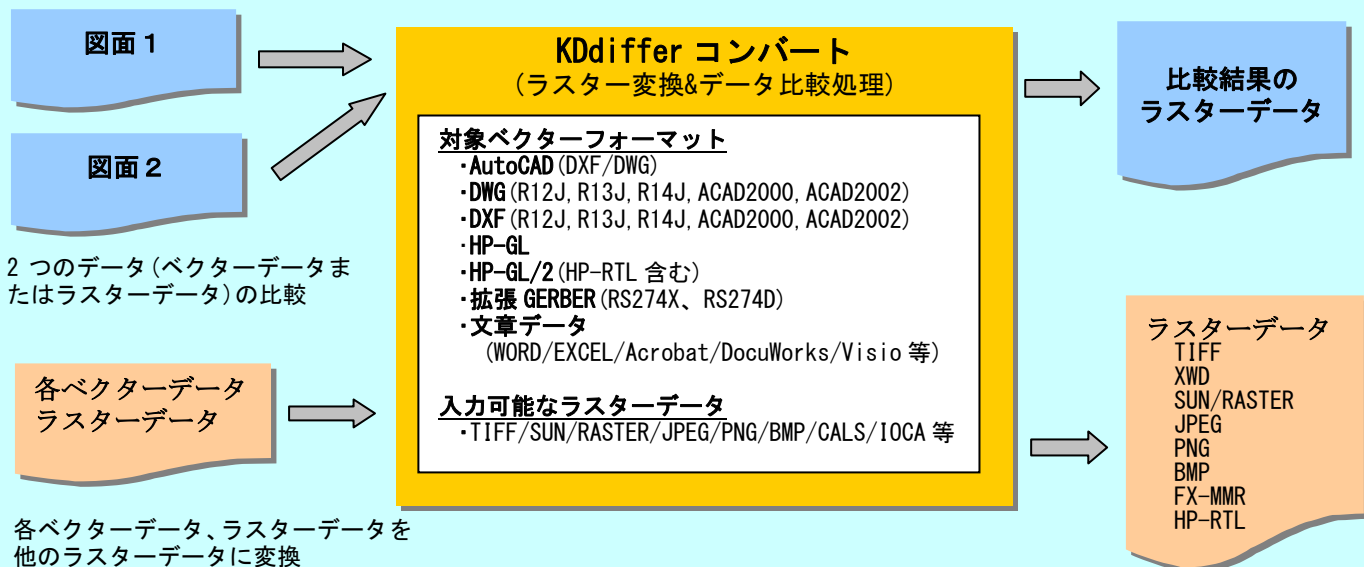 図面１
図面２
2 つのデータ(ベクターデータま
たはラスターデータ)の比較
各ベクターデータ
ラスターデータ
各ベクターデータ、ラスターデータを
他のラスターデータに変換
KDdiffer コンバート
(ラスター変換&データ比較処理)
対象ベクターフォーマット
・AutoCAD(DXF/DWG)
・DWG(R12J,R13J,R14J,ACAD2000,ACAD2002)
・DXF(R12J,R13J,R14J,ACAD2000,ACAD2002)
・HP-GL
・HP-GL/2(HP-RTL 含む)
・拡張 GERBER(RS274X、RS274D)
・文章データ
(WORD/EXCEL/Acrobat/DocuWorks/Visio 等)
入力可能なラスターデータ
・TIFF/SUN/RASTER/JPEG/PNG/BMP/CALS/IOCA 等
比較結果の
ラスターデータ
ラスターデータ
TIFF
XWD
SUN/RASTER
JPEG
PNG
BMP
FX-MMR
HP-RTL